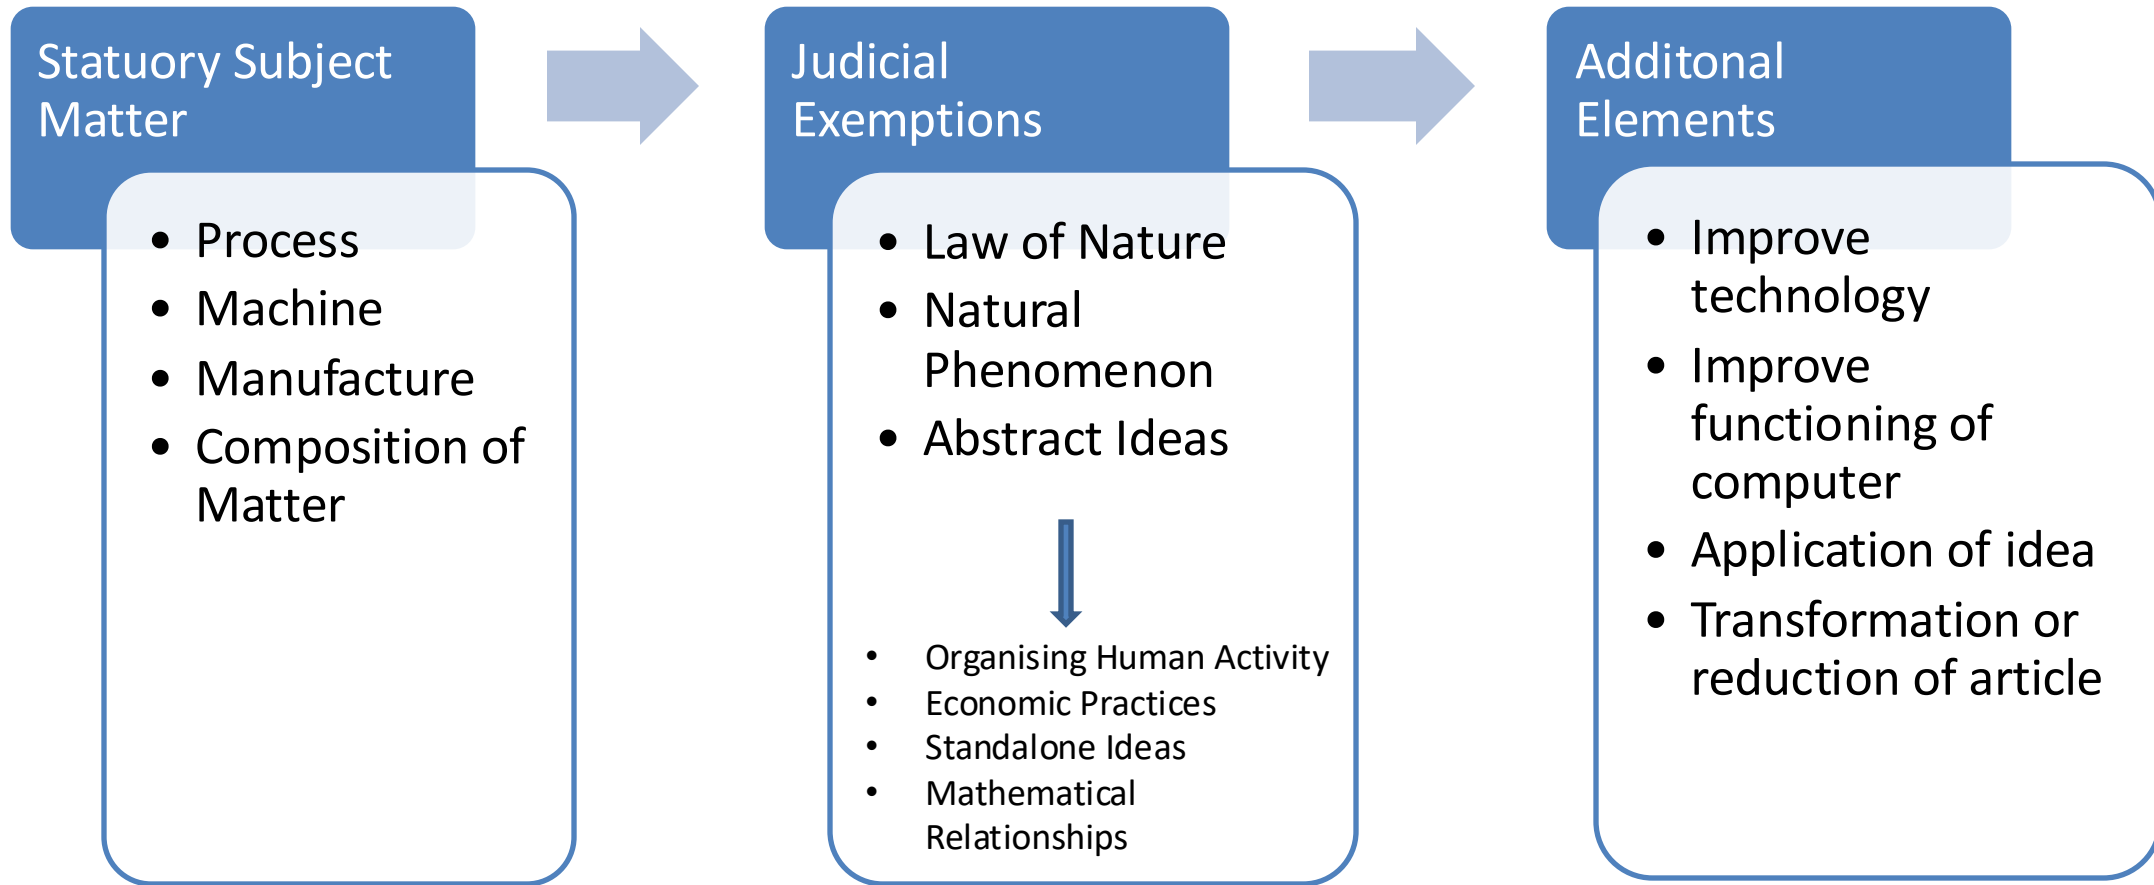 Statuory Subject
Matter
• Process
• Machine
• Manufacture
• Composition of
Matter
Judicial
Exemptions
• Law of Nature
• Natural
Phenomenon
• Abstract Ideas
• Organising Human Activity
• Economic Practices
• Standalone Ideas
• Mathematical
Relationships
Additonal
Elements
• Improve
technology
• Improve
functioning of
computer
• Application of idea
• Transformation or
reduction of article